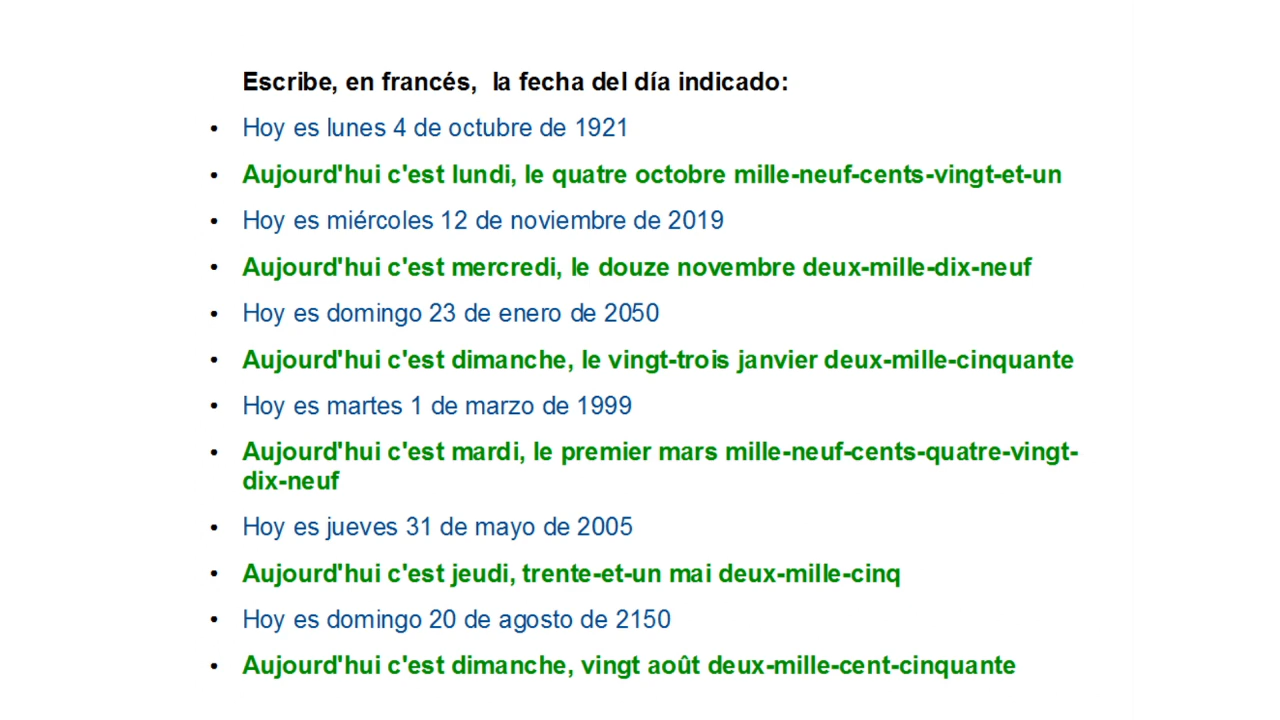 Escribe, en francés,  la fecha del día indicado:
• Hoy es lunes 4 de octubre de 1921
• Aujourd'hui c'est lundi, le quatre octobre mille-neuf-cents-vingt-et-un
• Hoy es miércoles 12 de noviembre de 2019
• Aujourd'hui c'est mercredi, le douze novembre deux-mille-dix-neuf
• Hoy es domingo 23 de enero de 2050
• Aujourd'hui c'est dimanche, le vingt-trois janvier deux-mille-cinquante
• Hoy es martes 1 de marzo de 1999
• Aujourd'hui c'est mardi, le premier mars mille-neuf-cents-quatre-vingt-
dix-neuf
• Hoy es jueves 31 de mayo de 2005
• Aujourd'hui c'est jeudi, trente-et-un mai deux-mille-cinq
• Hoy es domingo 20 de agosto de 2150
• Aujourd'hui c'est dimanche, vingt août deux-mille-cent-cinquante